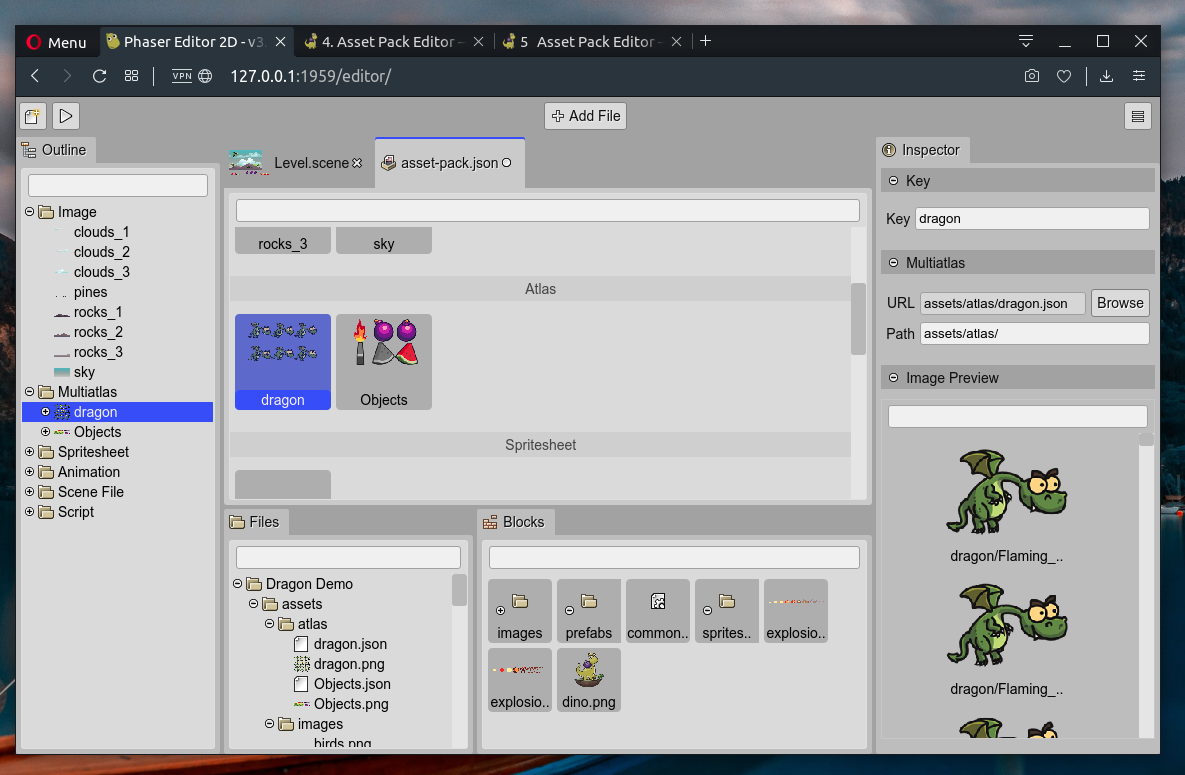 Menu
Phaser Editor 2D - v3.
4. Asset Pack Editor –
5 Asset Pack Editor -
VPN
127.0.0.1:1959/editor/
Add File
Outline
Image
clouds_1
clouds_2
clouds_3
pines
rocks_1
rocks_2
rocks_3
sky
Multiatlas
dragon
Objects
Spritesheet
Animation
Scene File
Script
Level.scene
asset-pack.json
rocks_3
sky
Atlas
dragon
Objects
Spritesheet
Files
Dragon Demo
assets
atlas
dragon.json
dragon.png
Objects.json
Objects.png
images
birds.png
Blocks
images
prefabs
common..
sprites..
explosio..
explosio..
dino.png
Inspector
Key
Key dragon
Multiatlas
URL assets/atlas/dragon.json Browse
Path assets/atlas/
Image Preview
dragon/Flaming_..
dragon/Flaming_..